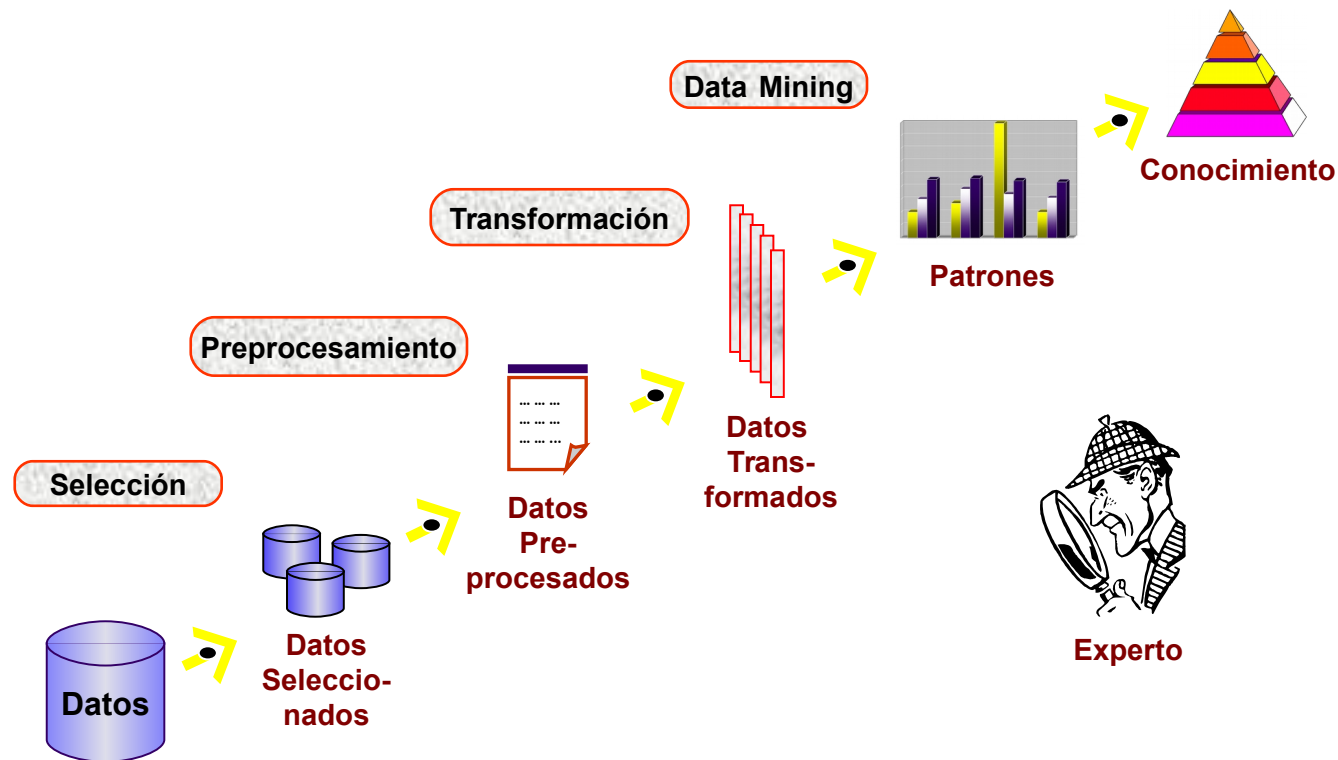 Data Mining
Conocimiento
Transformación
Patrones
Preprocesamiento
... ... ...
... ... ...
... ... ...
Datos
Trans-
formados
Selección
Datos
Pre-
procesados
Datos
Seleccio-
nados
Experto
Datos